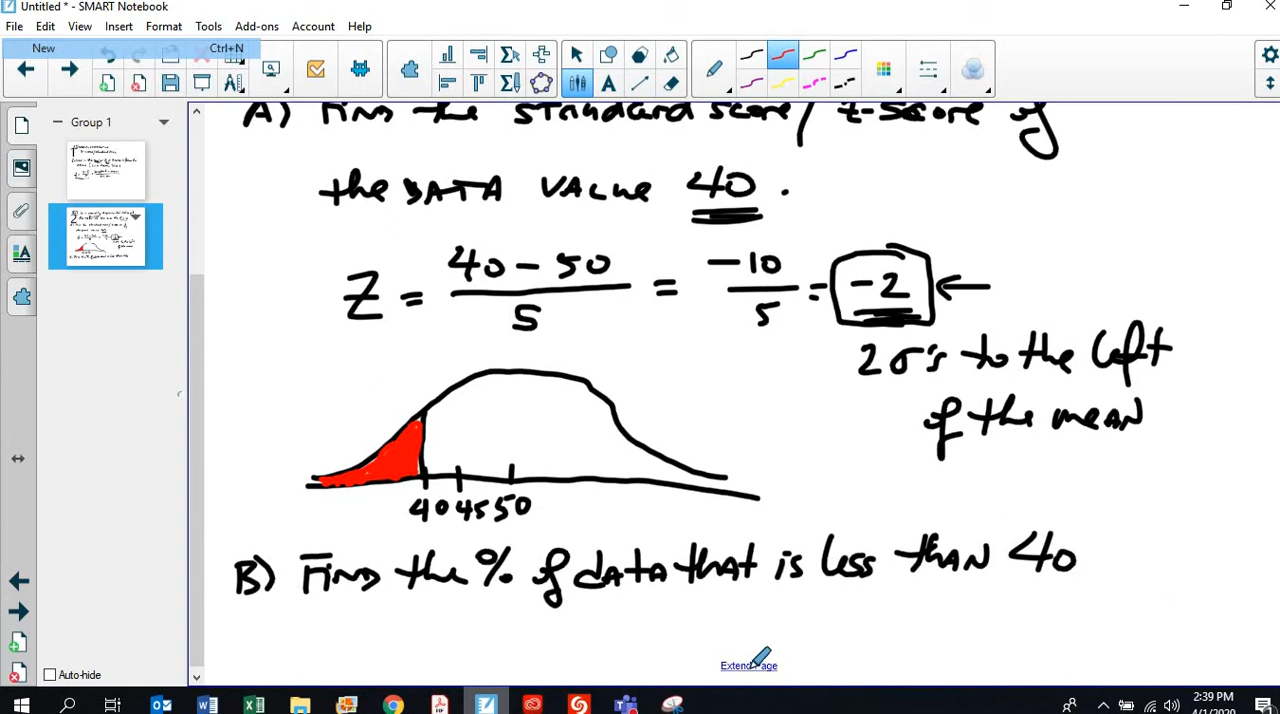 Untitled * - SMART Notebook
File Edit View Insert Format Tools Add-ons Account Help
New Ctrl+N
Group 1
A) Find the standard score/ z-score of
the DATA VALUE 40.
Z = 40 - 50 / 5 = -10 / 5 = -2 ←
2σ's to the left
of the mean
40 45 50
B) Find the % of data that is less than 40
Extend Page
Auto-hide
2:39 PM
4/1/2020